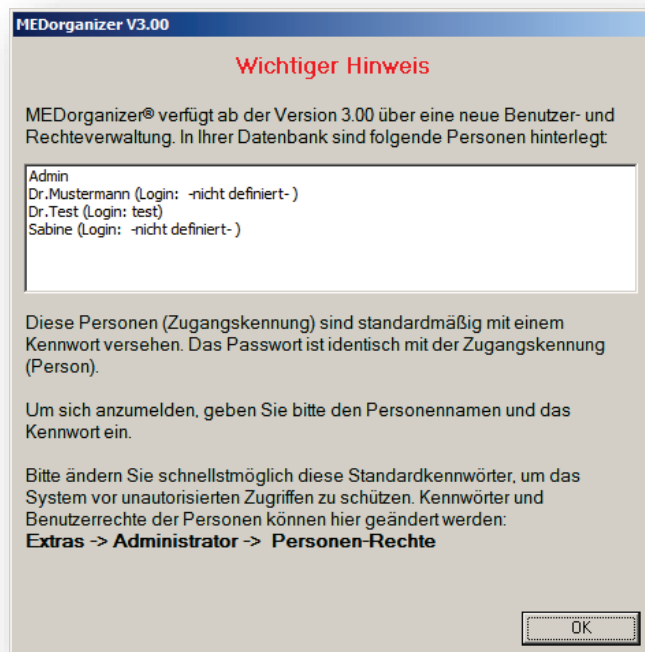 MEDorganizer V3.00
Wichtiger Hinweis
MEDorganizer® verfügt ab der Version 3.00 über eine neue Benutzer- und
Rechteverwaltung. In Ihrer Datenbank sind folgende Personen hinterlegt:
Admin
Dr.Mustermann (Login: -nicht definiert- )
Dr.Test (Login: test)
Sabine (Login: -nicht definiert- )
Diese Personen (Zugangskennung) sind standardmäßig mit einem
Kennwort versehen. Das Passwort ist identisch mit der Zugangskennung
(Person).
Um sich anzumelden, geben Sie bitte den Personennamen und das
Kennwort ein.
Bitte ändern Sie schnellstmöglich diese Standardkennwörter, um das
System vor unautorisierten Zugriffen zu schützen. Kennwörter und
Benutzerrechte der Personen können hier geändert werden:
Extras -> Administrator -> Personen-Rechte
OK